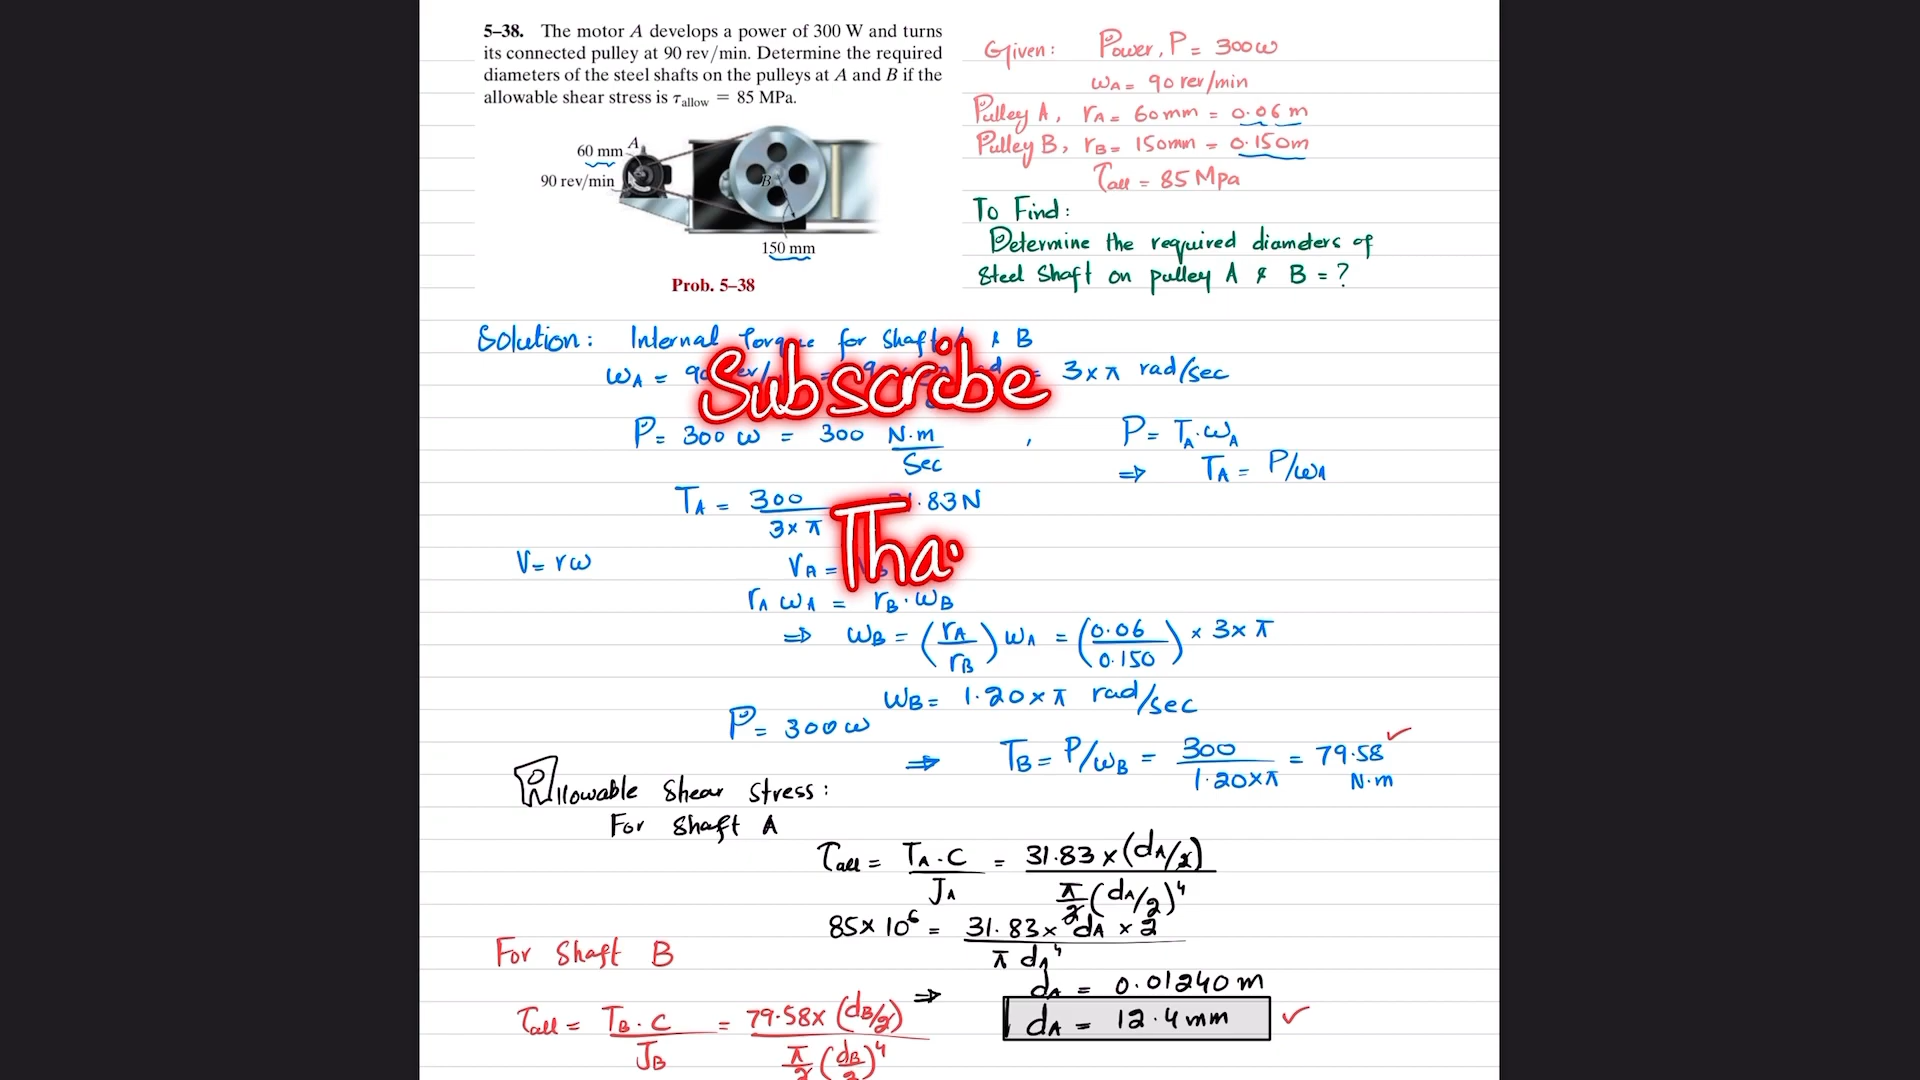 5–38. The motor A develops a power of 300 W and turns
its connected pulley at 90 rev/min. Determine the required
diameters of the steel shafts on the pulleys at A and B if the
allowable shear stress is τallow = 85 MPa.
A
60 mm
90 rev/min
B
150 mm
Prob. 5–38
Given: Power, P = 300 w
ωA = 90 rev/min
Pulley A, rA = 60mm = 0.06 m
Pulley B, rB = 150mm = 0.150m
τall = 85 Mpa
To Find:
Determine the required diameters of
Steel Shaft on pulley A & B = ?
Solution: Internal Torque for Shaft & B
ωA = = 3×π rad/sec
Subscribe
P = 300 w = 300 N.m/Sec , P = TA.ωA
⇒ TA = P/ωA
TA = 300/3×π .83N
Tha
V = rω VA =
rA ωA = rB.ωB
⇒ ωB = (rA/rB) ωA = (0.06/0.150) × 3×π
ωB = 1.20×π rad/sec
P = 300 w
⇒ TB = P/ωB = 300/1.20×π = 79.58 N.m
Allowable Shear Stress:
For Shaft A
τall = TA.C/JA = 31.83×(dA/2)/π/2(dA/2)⁴
85×10⁶ = 31.83×dA×2/π dA⁴
For Shaft B
⇒ dA = 0.01240 m
dA = 12.4 mm
τall = TB.C/JB = 79.58×(dB/2)/π/2(dB/2)⁴